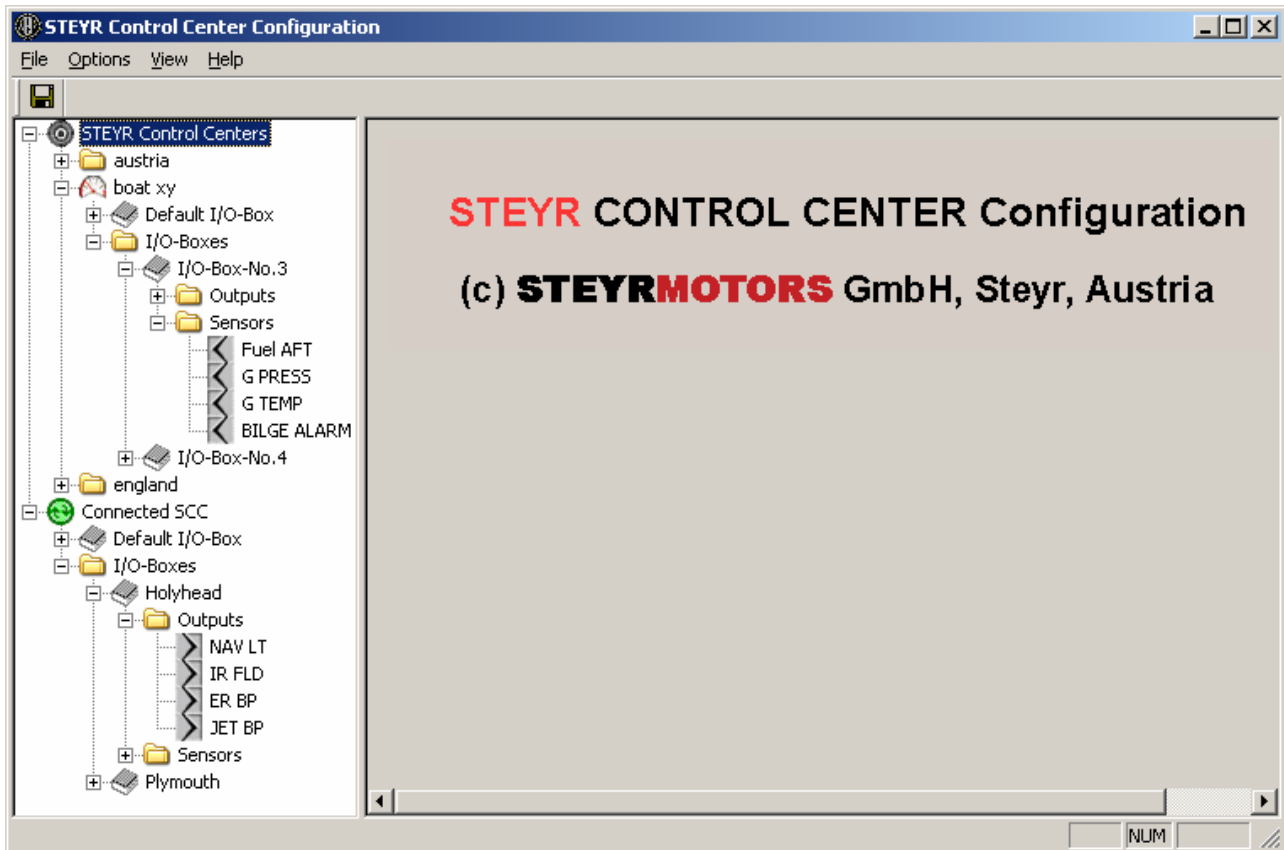 STEYR Control Center Configuration
File Options View Help
STEYR Control Centers
austria
boat xy
Default I/O-Box
I/O-Boxes
I/O-Box-No.3
Outputs
Sensors
Fuel AFT
G PRESS
G TEMP
BILGE ALARM
I/O-Box-No.4
england
Connected SCC
Default I/O-Box
I/O-Boxes
Holyhead
Outputs
NAV LT
IR FLD
ER BP
JET BP
Sensors
Plymouth
STEYR CONTROL CENTER Configuration
(c) STEYRMOTORS GmbH, Steyr, Austria
NUM